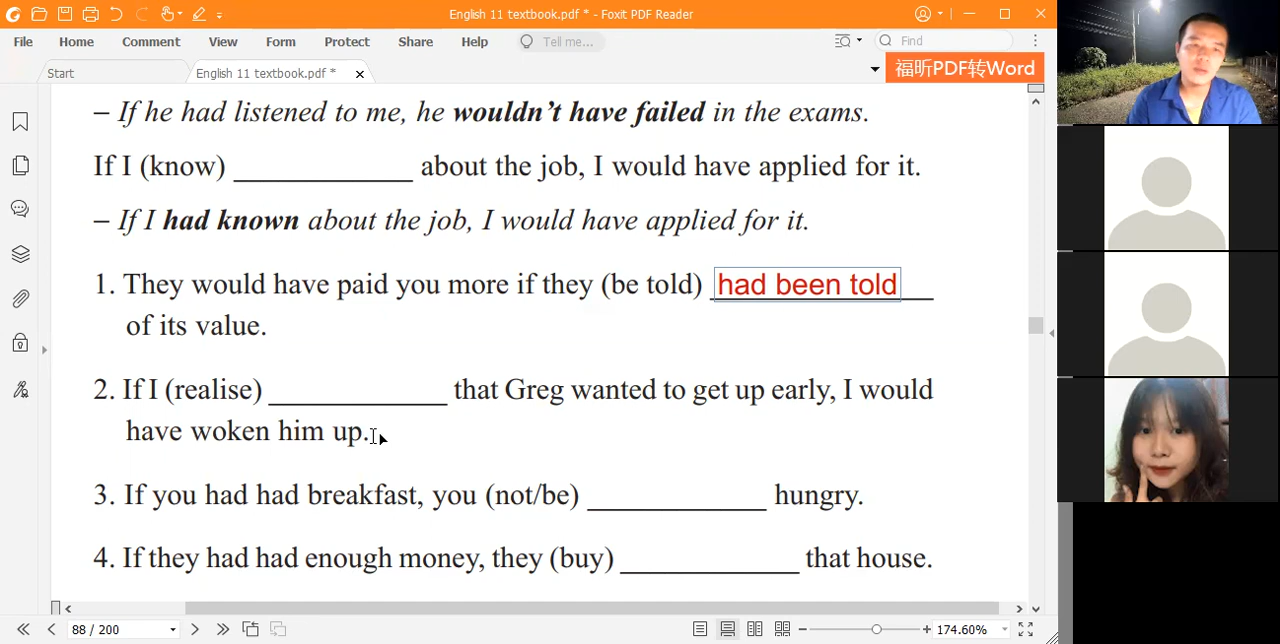 English 11 textbook.pdf * - Foxit PDF Reader
File Home Comment View Form Protect Share Help Tell me... Find
Start English 11 textbook.pdf * 福昕PDF转Word
– If he had listened to me, he wouldn’t have failed in the exams.
If I (know) ____________ about the job, I would have applied for it.
– If I had known about the job, I would have applied for it.
1. They would have paid you more if they (be told) had been told
of its value.
2. If I (realise) ____________ that Greg wanted to get up early, I would
have woken him up.
3. If you had had breakfast, you (not/be) ____________ hungry.
4. If they had had enough money, they (buy) ____________ that house.
88 / 200 174.60%